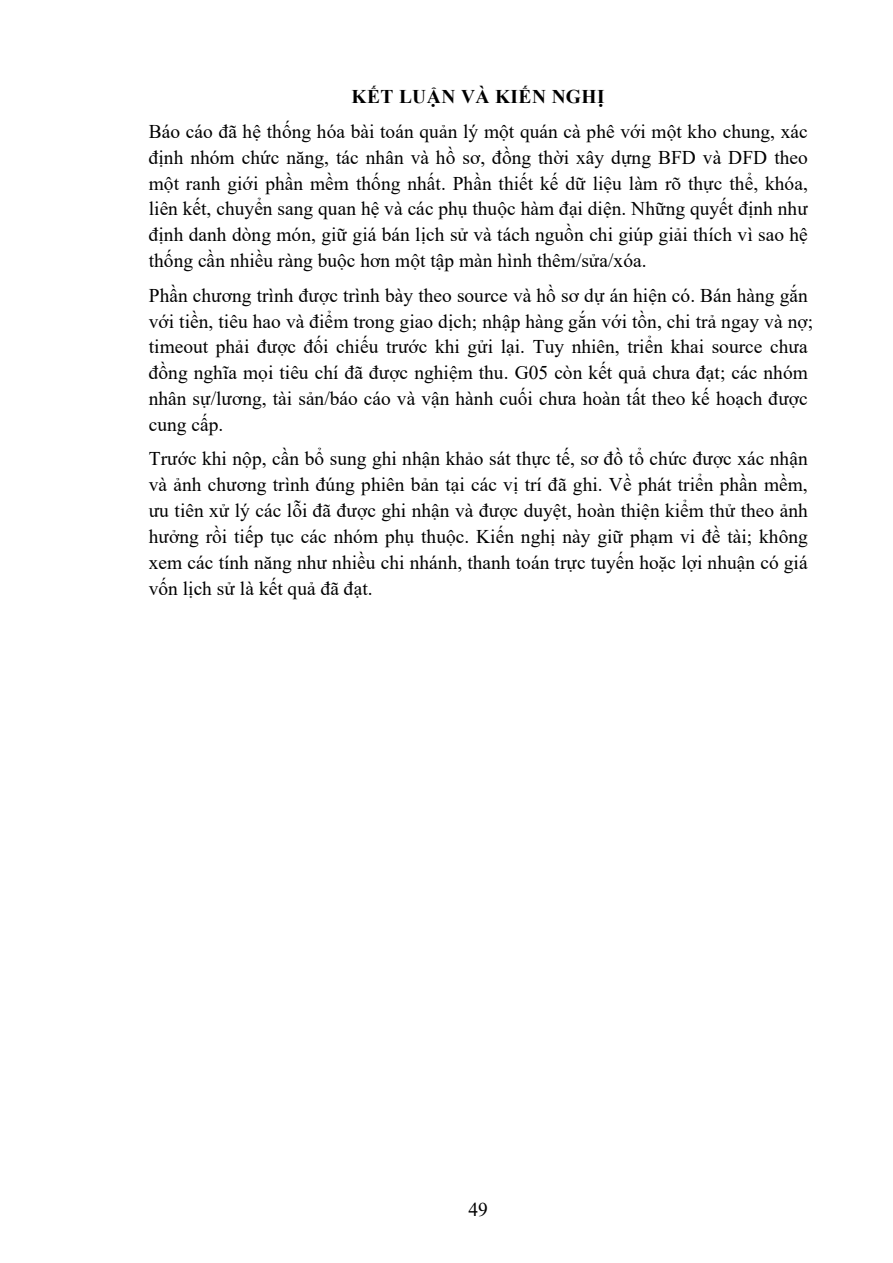 KẾT LUẬN VÀ KIẾN NGHỊ
Báo cáo đã hệ thống hóa bài toán quản lý một quán cà phê với một kho chung, xác
định nhóm chức năng, tác nhân và hồ sơ, đồng thời xây dựng BFD và DFD theo
một ranh giới phần mềm thống nhất. Phần thiết kế dữ liệu làm rõ thực thể, khóa,
liên kết, chuyển sang quan hệ và các phụ thuộc hàm đại diện. Những quyết định như
định danh dòng món, giữ giá bán lịch sử và tách nguồn chi giúp giải thích vì sao hệ
thống cần nhiều ràng buộc hơn một tập màn hình thêm/sửa/xóa.
Phần chương trình được trình bày theo source và hồ sơ dự án hiện có. Bán hàng gắn
với tiền, tiêu hao và điểm trong giao dịch; nhập hàng gắn với tồn, chi trả ngay và nợ;
timeout phải được đối chiếu trước khi gửi lại. Tuy nhiên, triển khai source chưa
đồng nghĩa mọi tiêu chí đã được nghiệm thu. G05 còn kết quả chưa đạt; các nhóm
nhân sự/lương, tài sản/báo cáo và vận hành cuối chưa hoàn tất theo kế hoạch được
cung cấp.
Trước khi nộp, cần bổ sung ghi nhận khảo sát thực tế, sơ đồ tổ chức được xác nhận
và ảnh chương trình đúng phiên bản tại các vị trí đã ghi. Về phát triển phần mềm,
ưu tiên xử lý các lỗi đã được ghi nhận và được duyệt, hoàn thiện kiểm thử theo ảnh
hưởng rồi tiếp tục các nhóm phụ thuộc. Kiến nghị này giữ phạm vi đề tài; không
xem các tính năng như nhiều chi nhánh, thanh toán trực tuyến hoặc lợi nhuận có giá
vốn lịch sử là kết quả đã đạt.
49